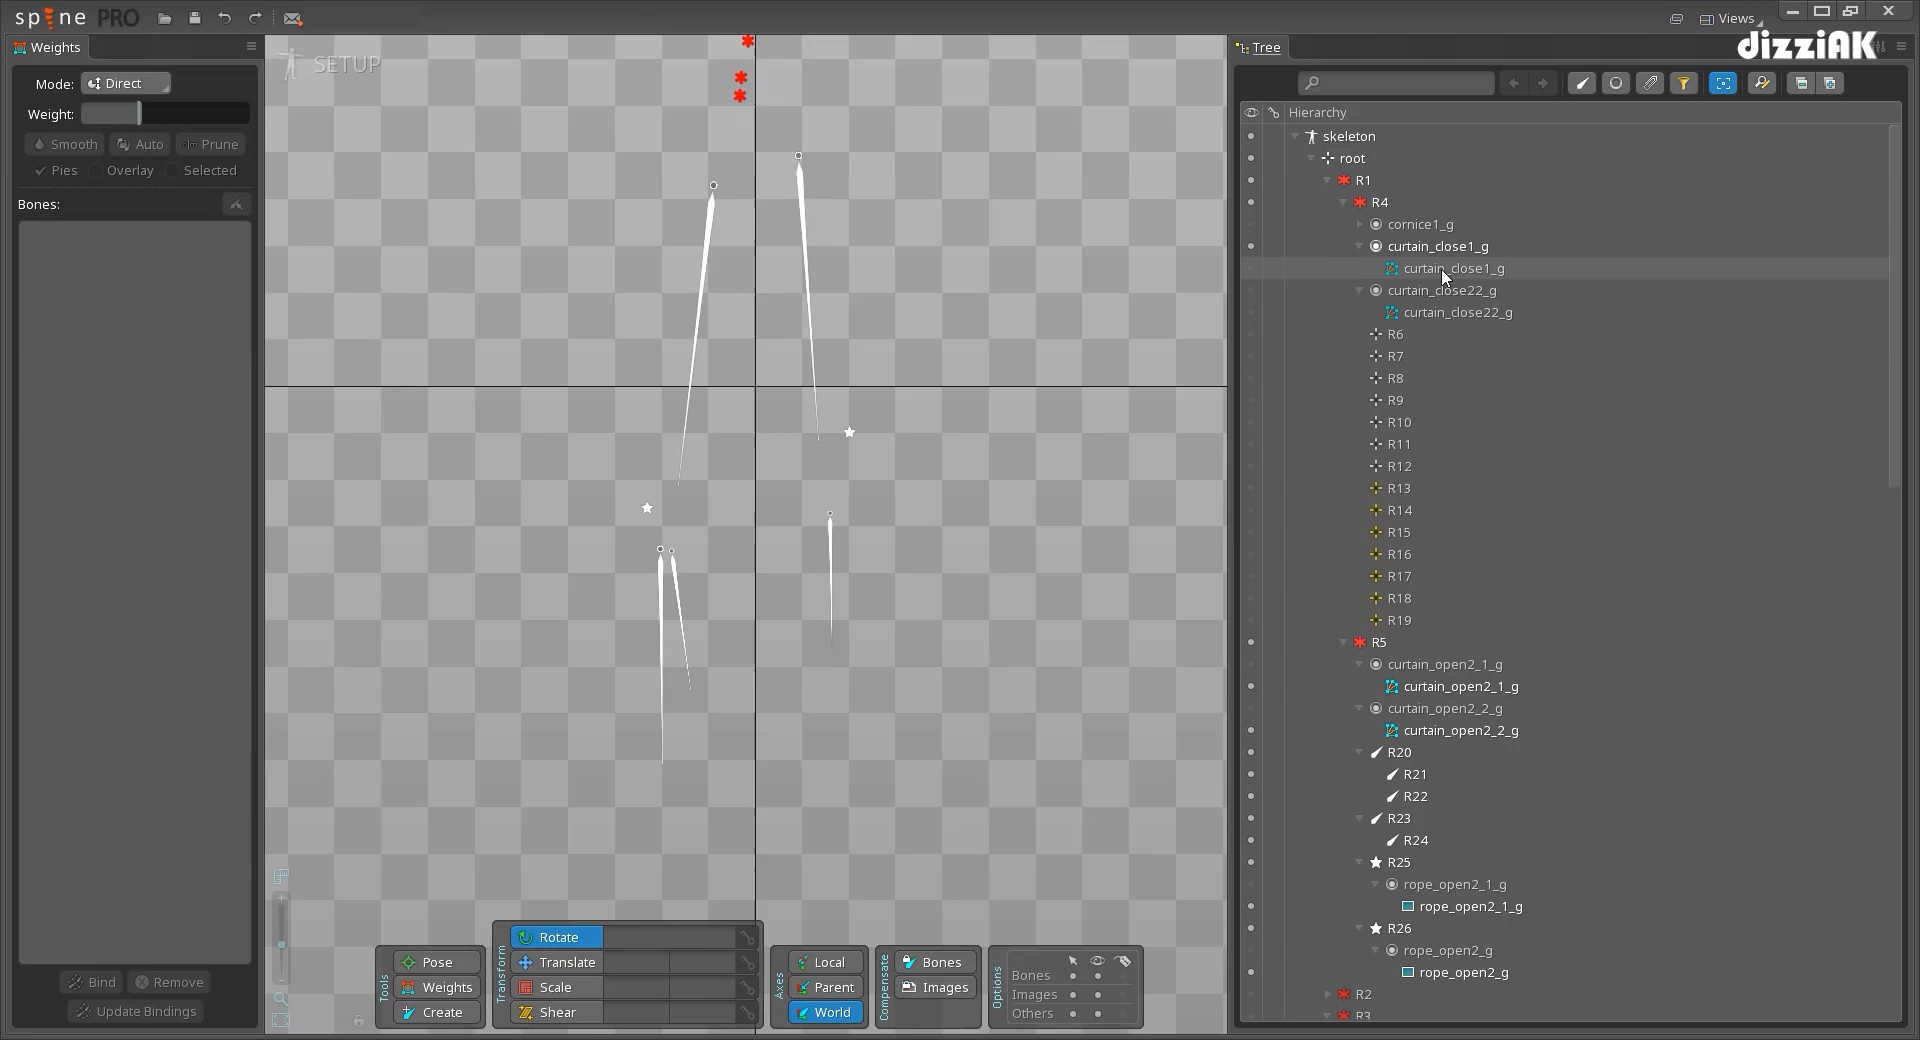 spine PRO
Views
dizziAK
Weights
Mode: Direct
Weight:
Smooth Auto Prune
Pies Overlay Selected
Bones:
Bind Remove
Update Bindings
SETUP
Tools
Pose
Weights
Create
Transform
Rotate
Translate
Scale
Shear
Axes
Local
Parent
World
Compensate
Bones
Images
Options
Bones
Images
Others
Tree
Hierarchy
skeleton
root
R1
R4
cornice1_g
curtain_close1_g
curtain_close1_g
curtain_close22_g
curtain_close22_g
R6
R7
R8
R9
R10
R11
R12
R13
R14
R15
R16
R17
R18
R19
R5
curtain_open2_1_g
curtain_open2_1_g
curtain_open2_2_g
curtain_open2_2_g
R20
R21
R22
R23
R24
R25
rope_open2_1_g
rope_open2_1_g
R26
rope_open2_g
rope_open2_g
R2
R3